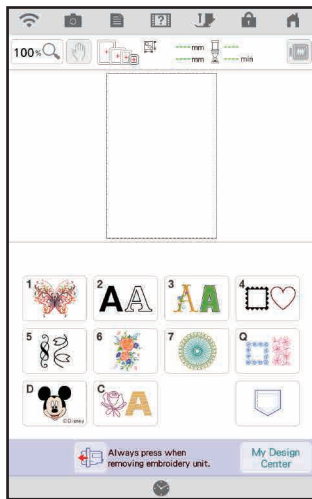 100%
----mm
----mm
---- min
1
2 AA
3 AA
4
5
6
7
Q
D
©Disney
C A
Always press when
removing embroidery unit.
My Design
Center